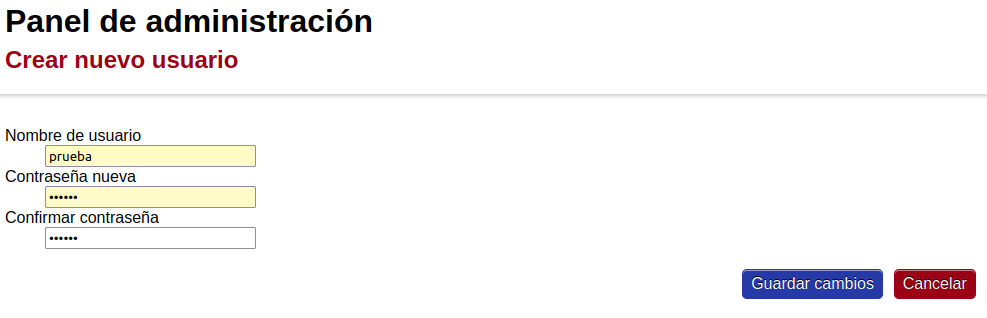 Panel de administración
Crear nuevo usuario
Nombre de usuario
prueba
Contraseña nueva
••••••
Confirmar contraseña
••••••
Guardar cambios Cancelar